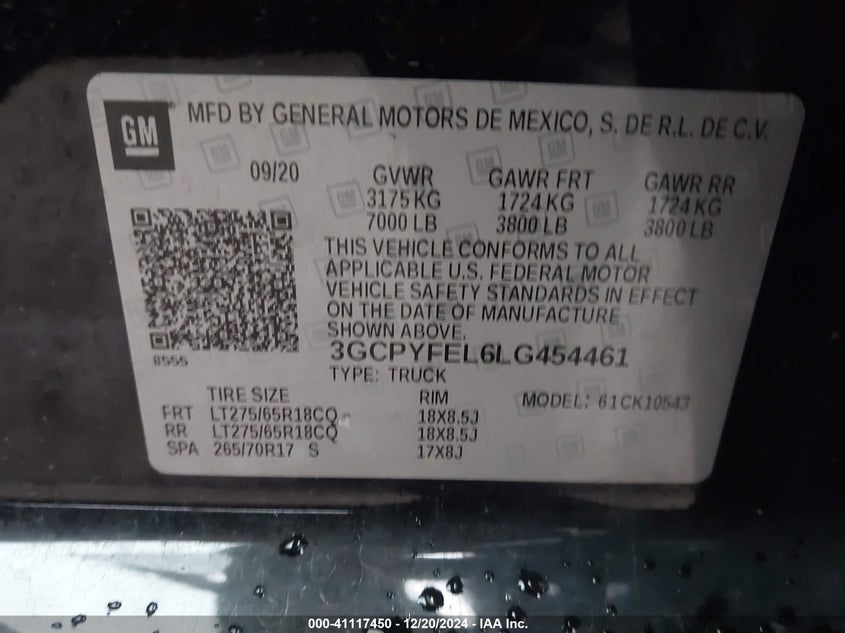 GM
MFD BY GENERAL MOTORS DE MEXICO, S. DE R.L. DE C.V.
09/20 GVWR GAWR FRT GAWR RR
3175 KG 1724 KG 1724 KG
7000 LB 3800 LB 3800 LB
THIS VEHICLE CONFORMS TO ALL
APPLICABLE U.S. FEDERAL MOTOR
VEHICLE SAFETY STANDARDS IN EFFECT
ON THE DATE OF MANUFACTURE
SHOWN ABOVE.
8555
3GCPYFEL6LG454461
TYPE: TRUCK
TIRE SIZE RIM MODEL: 61CK10543
FRT LT275/65R18CQ 18X8.5J
RR LT275/65R18CQ 18X8.5J
SPA 265/70R17 S 17X8J
000-41117450 - 12/20/2024 - IAA Inc.